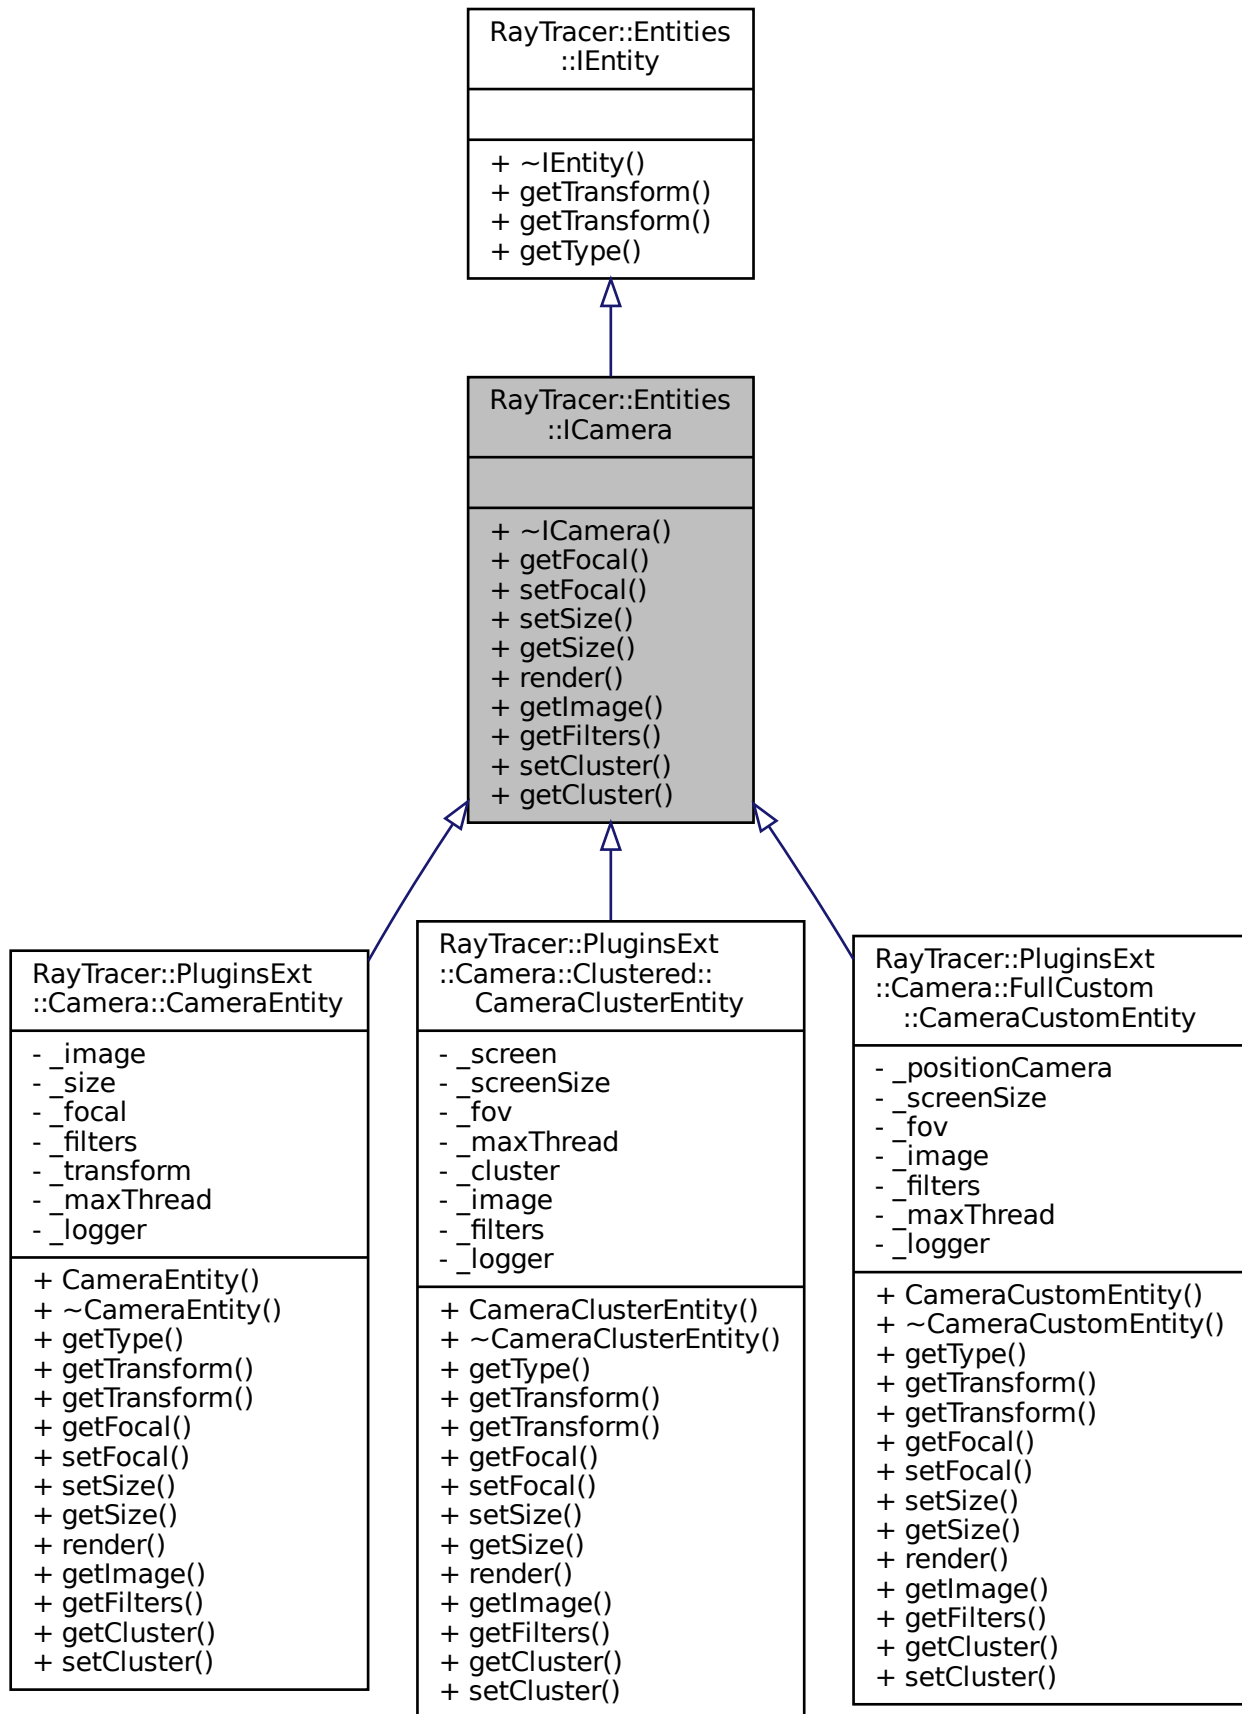 RayTracer::Entities
::IEntity
+ ~IEntity()
+ getTransform()
+ getTransform()
+ getType()
RayTracer::Entities
::ICamera
+ ~ICamera()
+ getFocal()
+ setFocal()
+ setSize()
+ getSize()
+ render()
+ getImage()
+ getFilters()
+ setCluster()
+ getCluster()
RayTracer::PluginsExt
::Camera::CameraEntity
- _image
- _size
- _focal
- _filters
- _transform
- _maxThread
- _logger
+ CameraEntity()
+ ~CameraEntity()
+ getType()
+ getTransform()
+ getTransform()
+ getFocal()
+ setFocal()
+ setSize()
+ getSize()
+ render()
+ getImage()
+ getFilters()
+ getCluster()
+ setCluster()
RayTracer::PluginsExt
::Camera::Clustered::
CameraClusterEntity
- _screen
- _screenSize
- _fov
- _maxThread
- _cluster
- _image
- _filters
- _logger
+ CameraClusterEntity()
+ ~CameraClusterEntity()
+ getType()
+ getTransform()
+ getTransform()
+ getFocal()
+ setFocal()
+ setSize()
+ getSize()
+ render()
+ getImage()
+ getFilters()
+ getCluster()
+ setCluster()
RayTracer::PluginsExt
::Camera::FullCustom
::CameraCustomEntity
- _positionCamera
- _screenSize
- _fov
- _image
- _filters
- _maxThread
- _logger
+ CameraCustomEntity()
+ ~CameraCustomEntity()
+ getType()
+ getTransform()
+ getTransform()
+ getFocal()
+ setFocal()
+ setSize()
+ getSize()
+ render()
+ getImage()
+ getFilters()
+ getCluster()
+ setCluster()